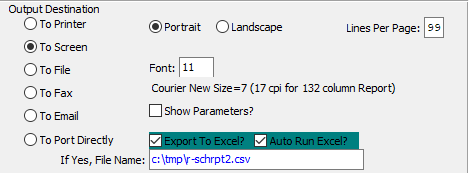 Output Destination
To Printer
Portrait Landscape Lines Per Page: 99
To Screen
To File Font: 11
To Fax Courier New Size=7 (17 cpi for 132 column Report)
To Email Show Parameters?
To Port Directly Export To Excel? Auto Run Excel?
If Yes, File Name: c:\tmp\r-schrpt2.csv